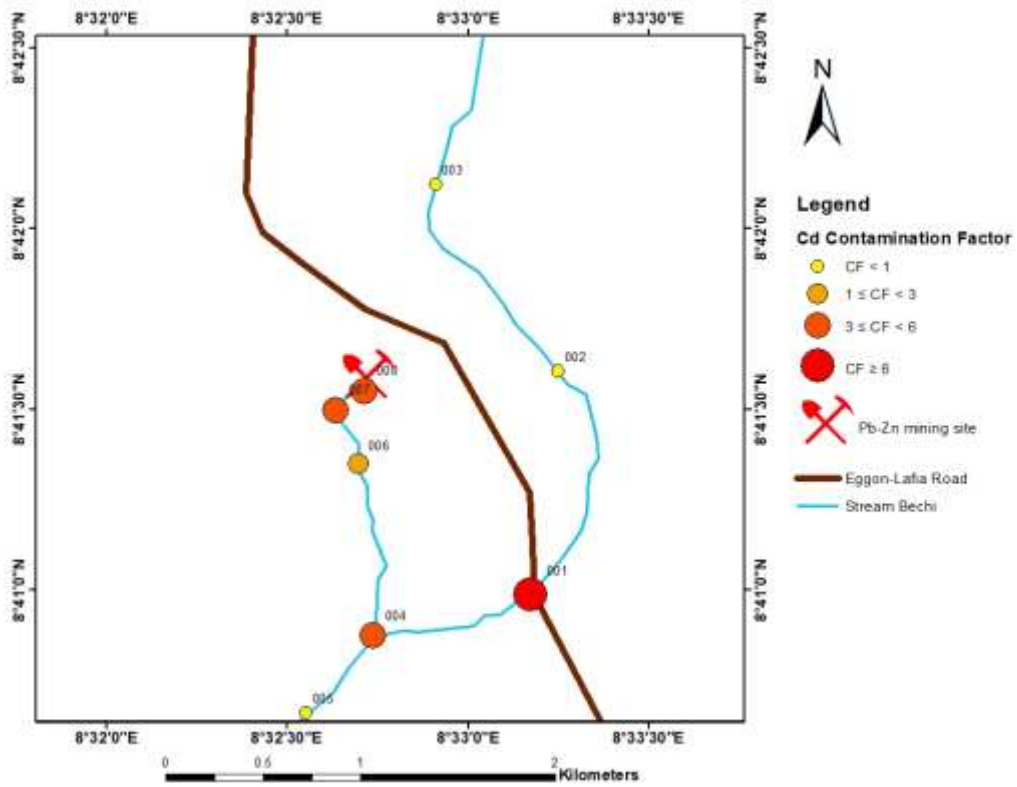 8°32'0"E 8°32'30"E 8°33'0"E 8°33'30"E
8°42'30"N 8°42'30"N
N
003
Legend
8°42'0"N 8°42'0"N
Cd Contamination Factor
CF < 1
1 ≤ CF < 3
3 ≤ CF < 6
002
CF ≥ 6
008
007
8°41'30"N 8°41'30"N
Pb-Zn mining site
006
Eggon-Lafia Road
Stream Bechi
001
8°41'0"N 8°41'0"N
004
005
8°32'0"E 8°32'30"E 8°33'0"E 8°33'30"E
0 0.5 1 2
Kilometers